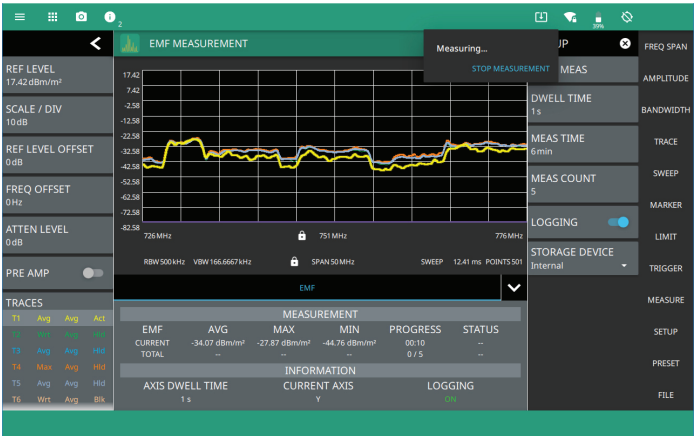 2
39%
EMF MEASUREMENT
Measuring...
STOP MEASUREMENT
UP
MEAS
FREQ SPAN
AMPLITUDE
BANDWIDTH
TRACE
SWEEP
MARKER
LIMIT
TRIGGER
MEASURE
SETUP
PRESET
FILE
REF LEVEL
17.42 dBm/m²
SCALE / DIV
10 dB
REF LEVEL OFFSET
0 dB
FREQ OFFSET
0 Hz
ATTEN LEVEL
0 dB
PRE AMP
TRACES
T1 Avg Avg Act
T2 Wrt Avg Hld
T3 Avg Avg Hld
T4 Max Avg Hld
T5 Avg Avg Hld
T6 Wrt Avg Blk
17.42
7.42
-2.58
-12.58
-22.58
-32.58
-42.58
-52.58
-62.58
-72.58
-82.58
726 MHz 751 MHz 776 MHz
RBW 500 kHz VBW 166.6667 kHz SPAN 50 MHz SWEEP 12.41 ms POINTS 501
EMF
MEASUREMENT
EMF AVG MAX MIN PROGRESS STATUS
CURRENT -34.07 dBm/m² -27.87 dBm/m² -44.76 dBm/m² 00:10 --
TOTAL -- -- -- 0 / 5 --
INFORMATION
AXIS DWELL TIME CURRENT AXIS LOGGING
1 s Y ON
DWELL TIME
1 s
MEAS TIME
6 min
MEAS COUNT
5
LOGGING
STORAGE DEVICE
Internal